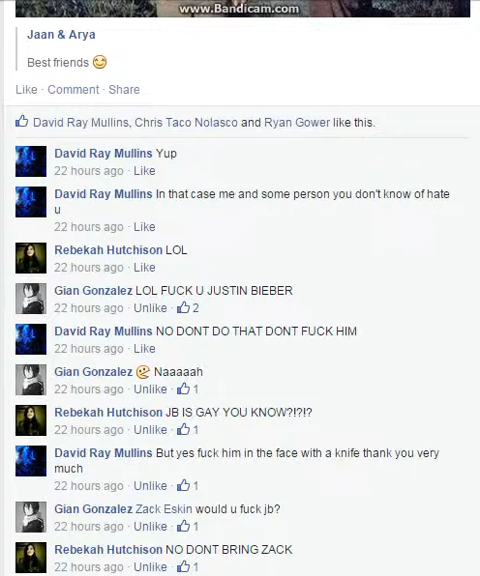 www.Bandicam.com
Jaan & Arya
Best friends
Like · Comment · Share
David Ray Mullins, Chris Taco Nolasco and Ryan Gower like this.
David Ray Mullins Yup
22 hours ago · Like
David Ray Mullins In that case me and some person you don't know of hate
u
22 hours ago · Like
Rebekah Hutchison LOL
22 hours ago · Like
Gian Gonzalez LOL FUCK U JUSTIN BIEBER
22 hours ago · Unlike · 2
David Ray Mullins NO DONT DO THAT DONT FUCK HIM
22 hours ago · Like
Gian Gonzalez Naaaaah
22 hours ago · Unlike · 1
Rebekah Hutchison JB IS GAY YOU KNOW?!?!?
22 hours ago · Unlike · 1
David Ray Mullins But yes fuck him in the face with a knife thank you very
much
22 hours ago · Unlike · 1
Gian Gonzalez Zack Eskin would u fuck jb?
22 hours ago · Unlike · 1
Rebekah Hutchison NO DONT BRING ZACK
22 hours ago · Unlike · 1